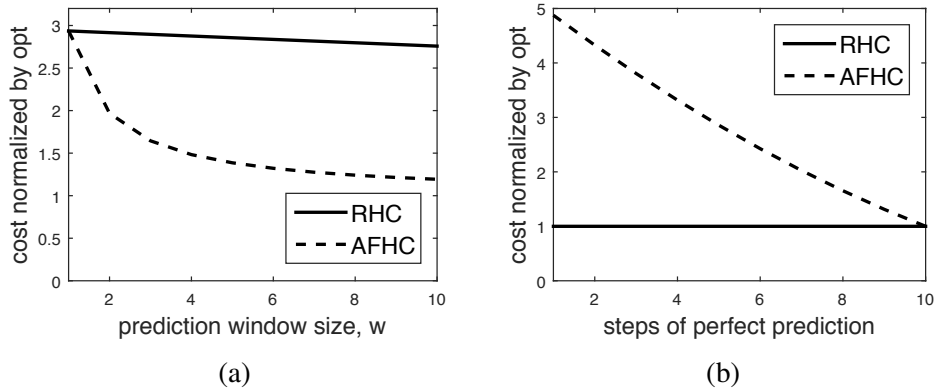 cost normalized by opt
3
2.5
2
1.5
1
0.5
0
2 4 6 8 10
prediction window size, w
RHC
AFHC
(a)
cost normalized by opt
5
4
3
2
1
0
2 4 6 8 10
steps of perfect prediction
RHC
AFHC
(b)